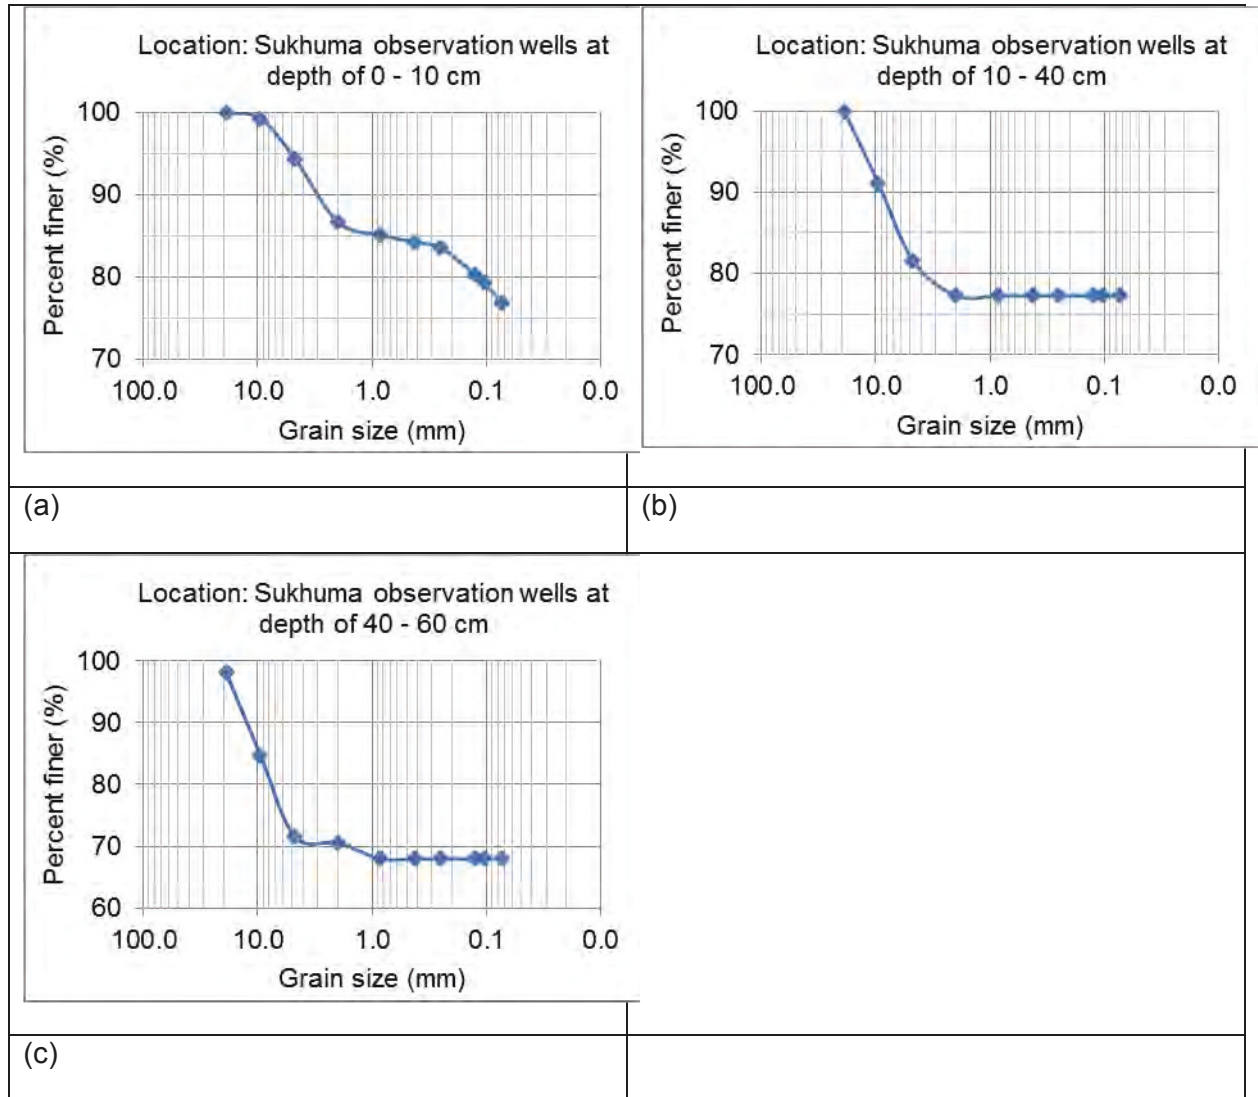 Location: Sukhuma observation wells at
depth of 0 - 10 cm
Percent finer (%)
100
90
80
70
100.0 10.0 1.0 0.1 0.0
Grain size (mm)
Location: Sukhuma observation wells at
depth of 10 - 40 cm
Percent finer (%)
100
90
80
70
100.0 10.0 1.0 0.1 0.0
Grain size (mm)
(a)
(b)
Location: Sukhuma observation wells at
depth of 40 - 60 cm
Percent finer (%)
100
90
80
70
60
100.0 10.0 1.0 0.1 0.0
Grain size (mm)
(c)